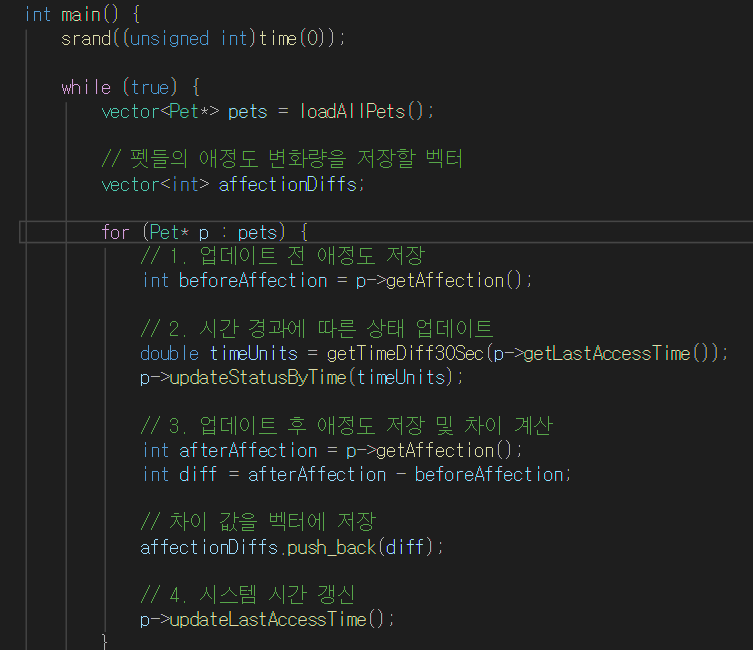 int main() {
srand((unsigned int)time(0));
while (true) {
vector<Pet*> pets = loadAllPets();
// 펫들의 애정도 변화량을 저장할 벡터
vector<int> affectionDiffs;
for (Pet* p : pets) {
// 1. 업데이트 전 애정도 저장
int beforeAffection = p->getAffection();
// 2. 시간 경과에 따른 상태 업데이트
double timeUnits = getTimeDiff30Sec(p->getLastAccessTime());
p->updateStatusByTime(timeUnits);
// 3. 업데이트 후 애정도 저장 및 차이 계산
int afterAffection = p->getAffection();
int diff = afterAffection - beforeAffection;
// 차이 값을 벡터에 저장
affectionDiffs.push_back(diff);
// 4. 시스템 시간 갱신
p->updateLastAccessTime();
}